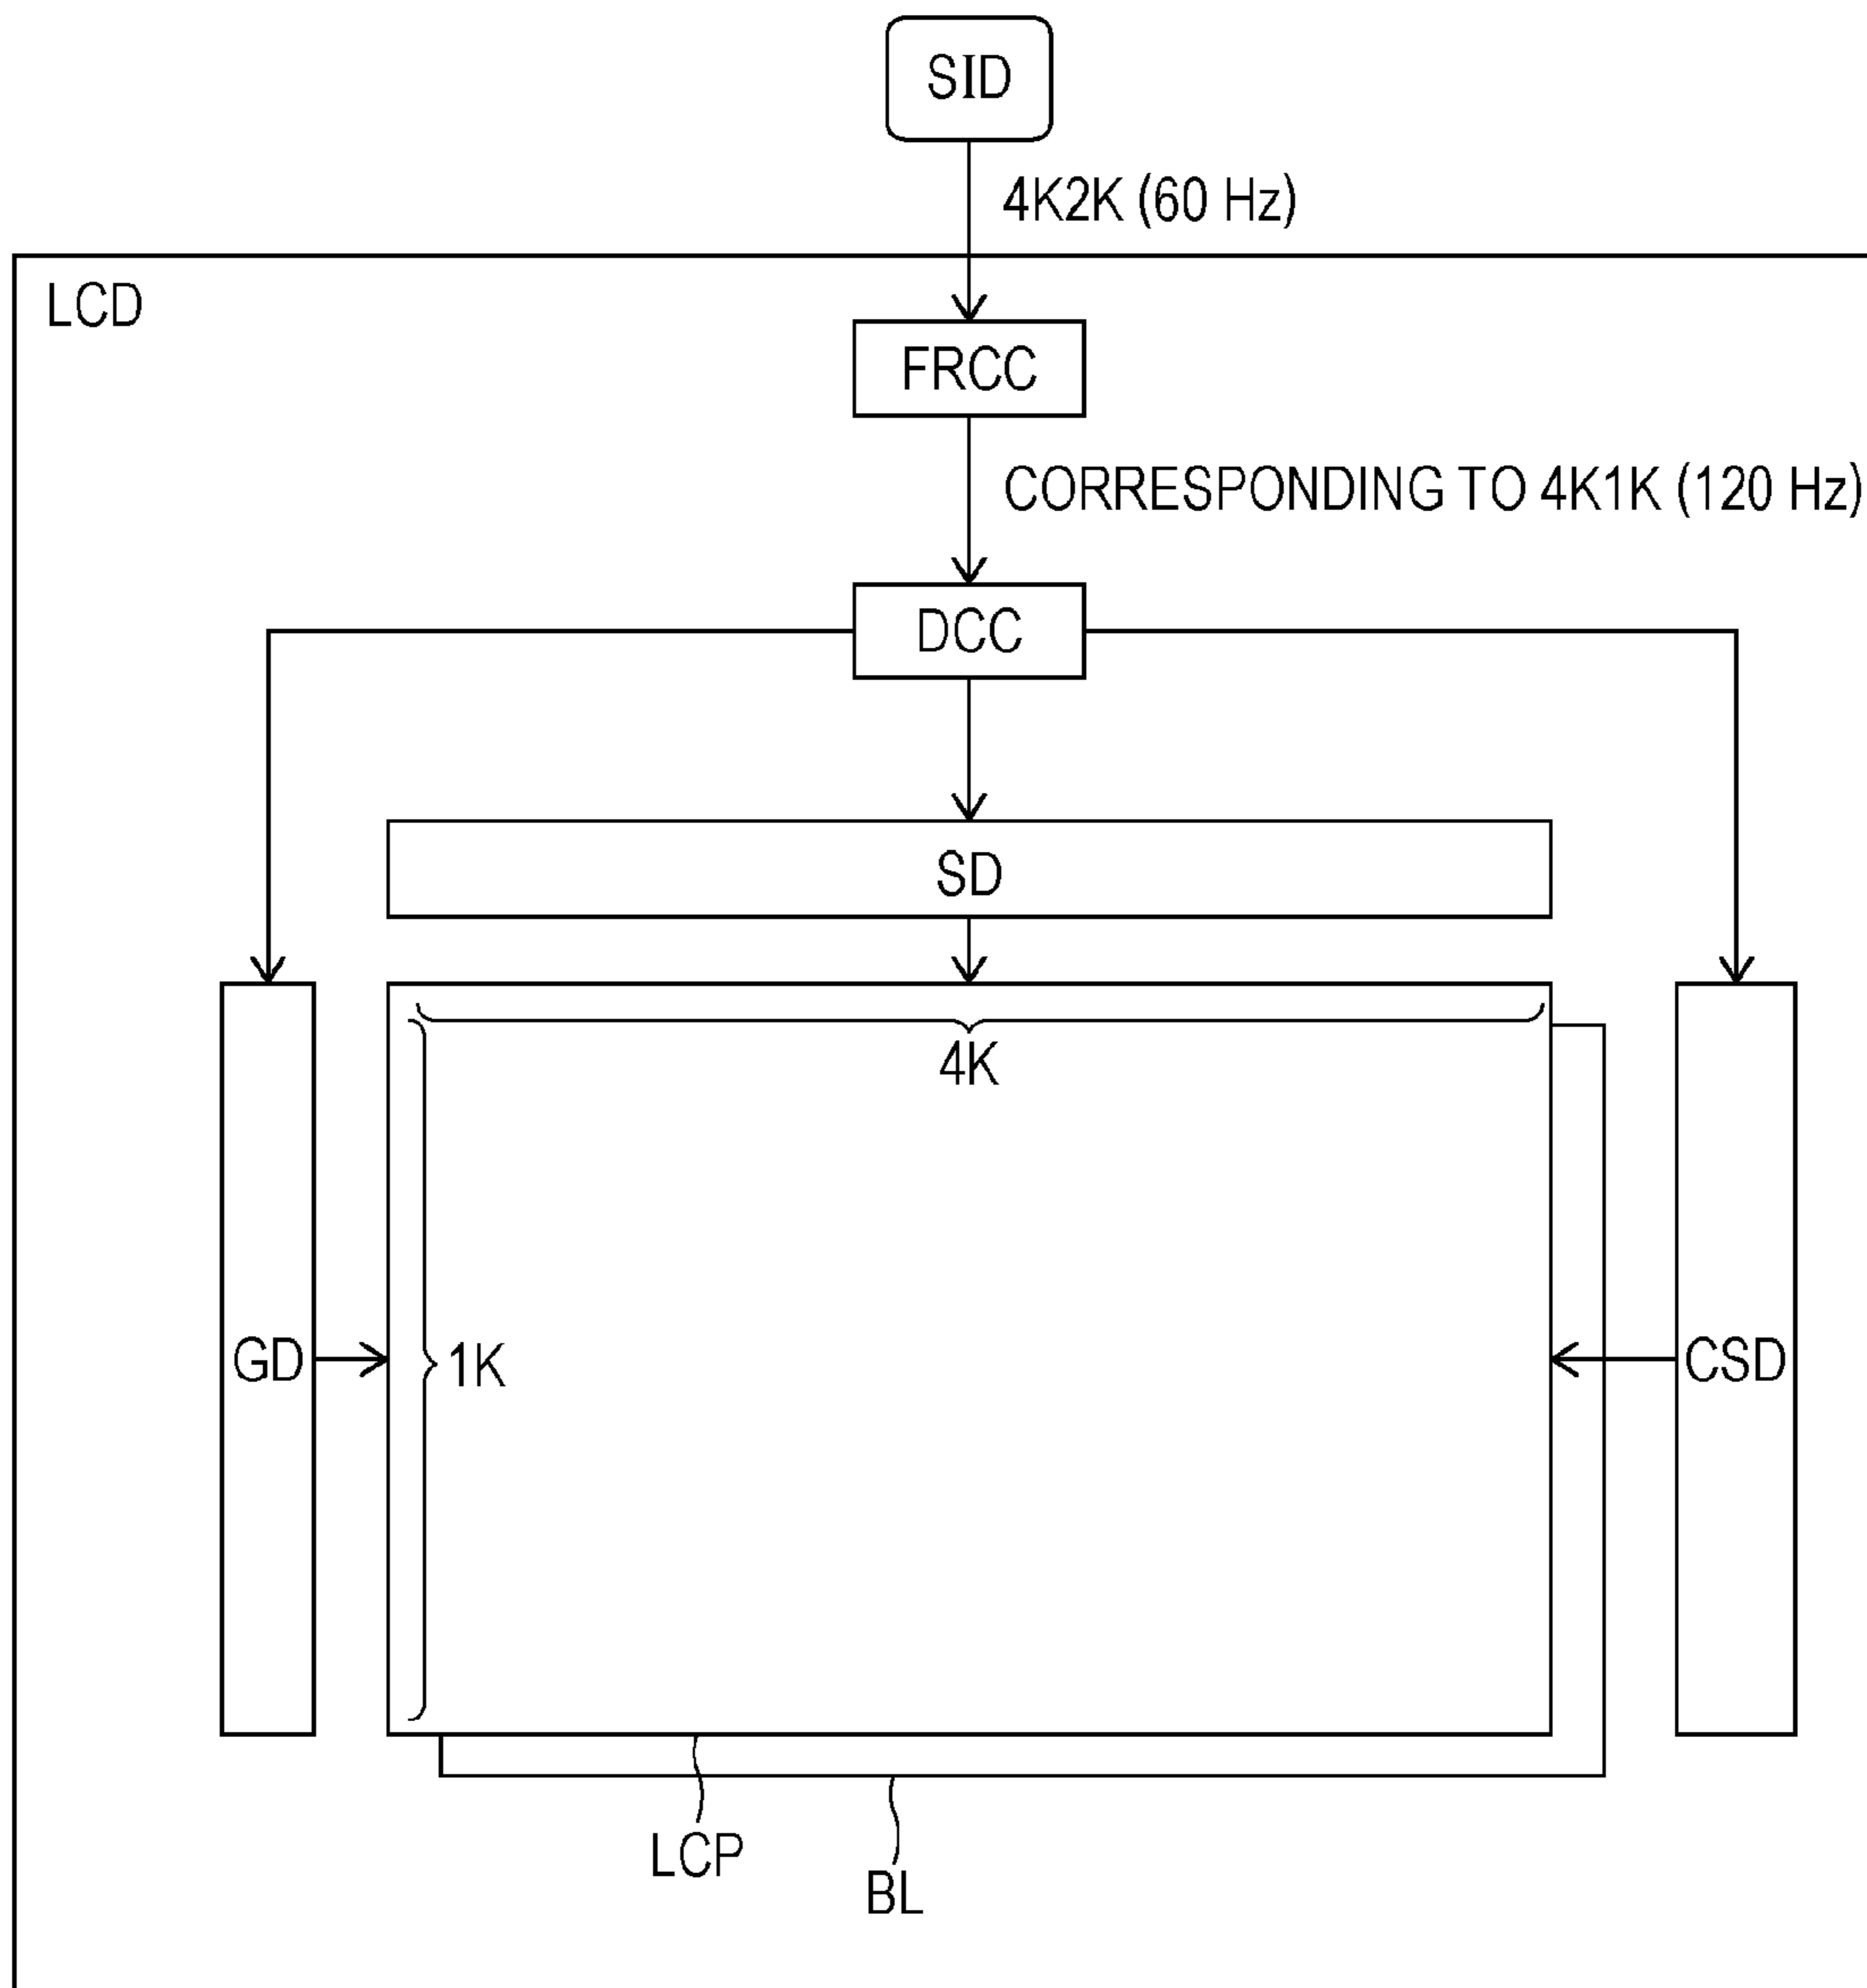 SID
4K2K (60 Hz)
LCD
FRCC
CORRESPONDING TO 4K1K (120 Hz)
DCC
SD
4K
GD
1K
CSD
LCP
BL